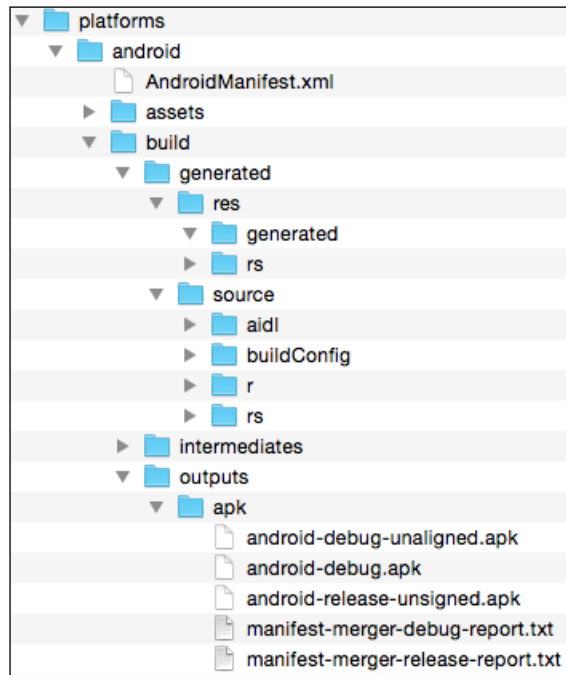 platforms
android
AndroidManifest.xml
assets
build
generated
res
generated
rs
source
aidl
buildConfig
r
rs
intermediates
outputs
apk
android-debug-unaligned.apk
android-debug.apk
android-release-unsigned.apk
manifest-merger-debug-report.txt
manifest-merger-release-report.txt